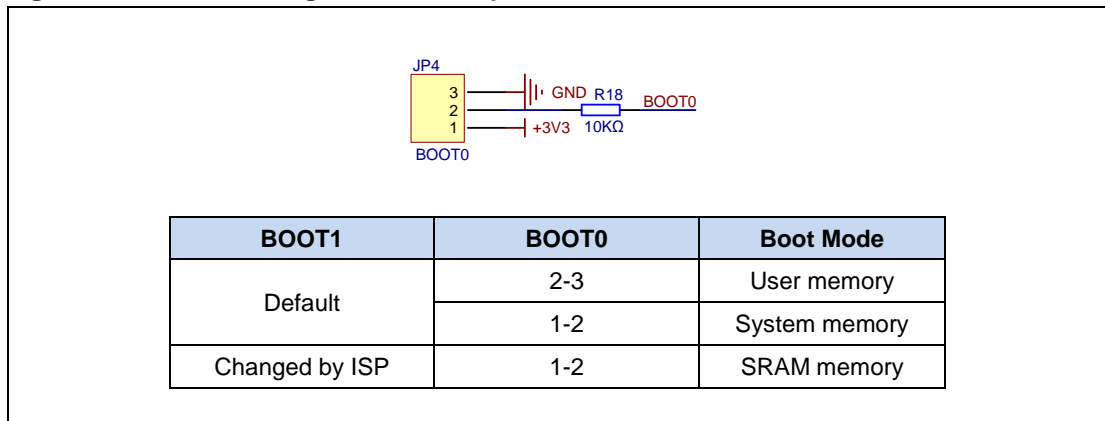 JP4
3
GND
R18
BOOT0
2
1
+3V3
10KΩ
BOOT0
BOOT1 BOOT0 Boot Mode
Default 2-3 User memory
1-2 System memory
Changed by ISP 1-2 SRAM memory